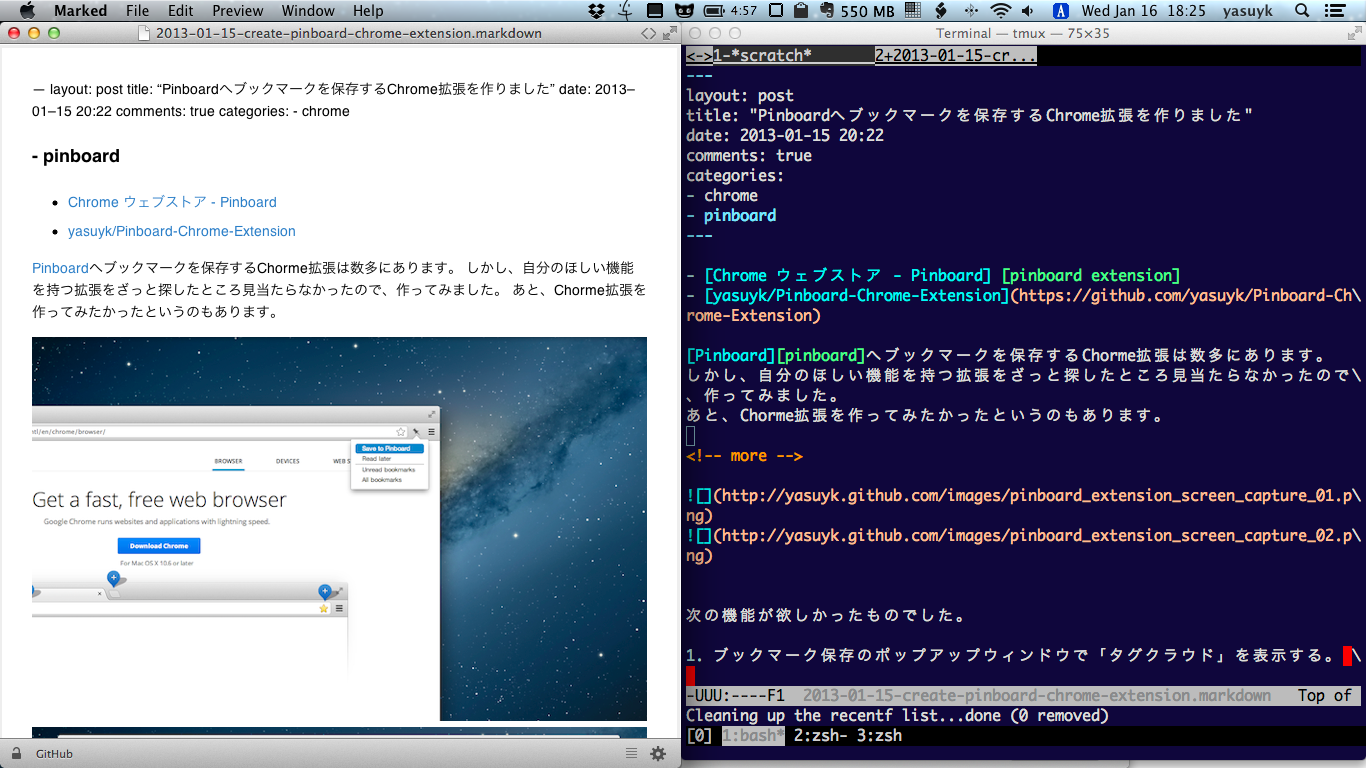 Marked File Edit Preview Window Help 4:57 550 MB A Wed Jan 16 18:25 yasuyk
2013-01-15-create-pinboard-chrome-extension.markdown
— layout: post title: “Pinboardへブックマークを保存するChrome拡張を作りました” date: 2013–
01–15 20:22 comments: true categories: - chrome
- pinboard
• Chrome ウェブストア - Pinboard
• yasuyk/Pinboard-Chrome-Extension
Pinboardへブックマークを保存するChorme拡張は数多にあります。 しかし、自分のほしい機能
を持つ拡張をざっと探したところ見当たらなかったので、作ってみました。 あと、Chorme拡張を
作ってみたかったというのもあります。
ntl/en/chrome/browser/
Save to Pinboard
Read later
Unread bookmarks
All bookmarks
BROWSER DEVICES WEB S
Get a fast, free web browser
Google Chrome runs websites and applications with lightning speed.
Download Chrome
For Mac OS X 10.6 or later
GitHub
Terminal — tmux — 75×35
<->1-*scratch* 2+2013-01-15-cr...
---
layout: post
title: "Pinboardへブックマークを保存するChrome拡張を作りました"
date: 2013-01-15 20:22
comments: true
categories:
- chrome
- pinboard
---
- [Chrome ウェブストア - Pinboard] [pinboard extension]
- [yasuyk/Pinboard-Chrome-Extension](https://github.com/yasuyk/Pinboard-Ch\
rome-Extension)
[Pinboard][pinboard]へブックマークを保存するChorme拡張は数多にあります。
しかし、自分のほしい機能を持つ拡張をざっと探したところ見当たらなかったので\
、作ってみました。
あと、Chorme拡張を作ってみたかったというのもあります。
<!-- more -->
![](http://yasuyk.github.com/images/pinboard_extension_screen_capture_01.p\
ng)
![](http://yasuyk.github.com/images/pinboard_extension_screen_capture_02.p\
ng)
次の機能が欲しかったものでした。
1. ブックマーク保存のポップアップウィンドウで「タグクラウド」を表示する。 \
-UUU:----F1 2013-01-15-create-pinboard-chrome-extension.markdown Top of
Cleaning up the recentf list...done (0 removed)
[0] 1:bash* 2:zsh- 3:zsh